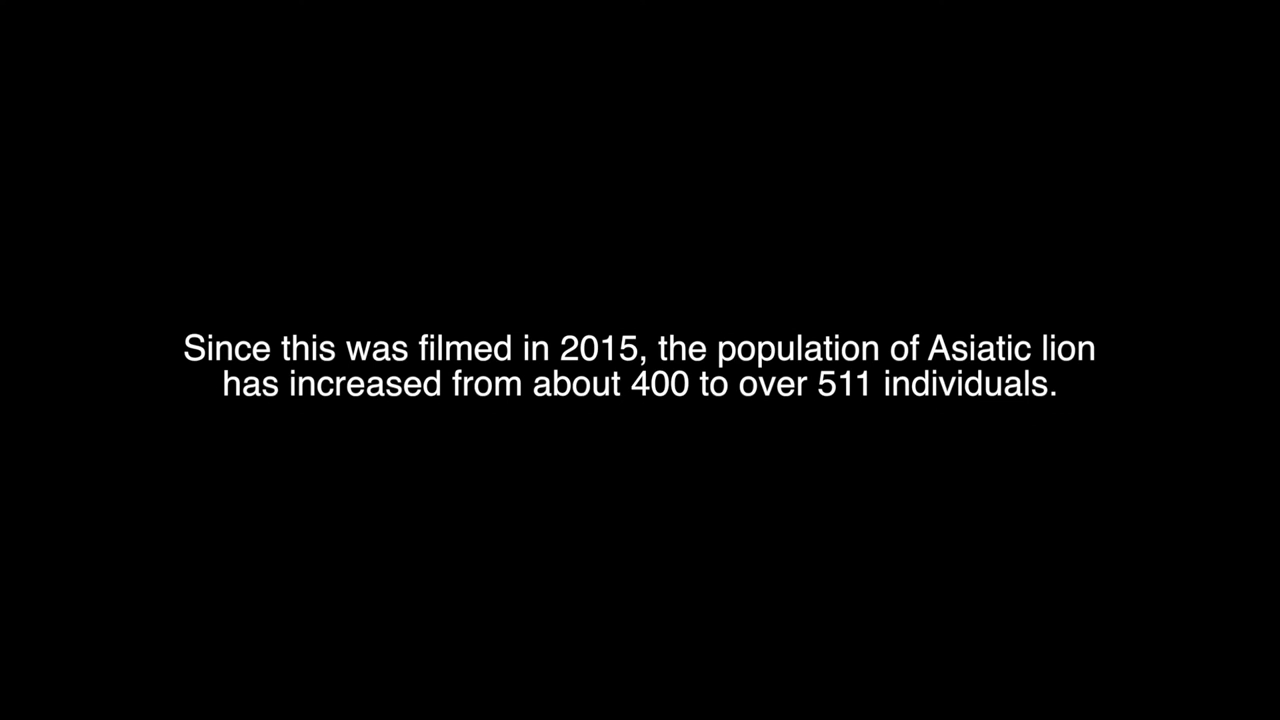 Since this was filmed in 2015, the population of Asiatic lion
has increased from about 400 to over 511 individuals.